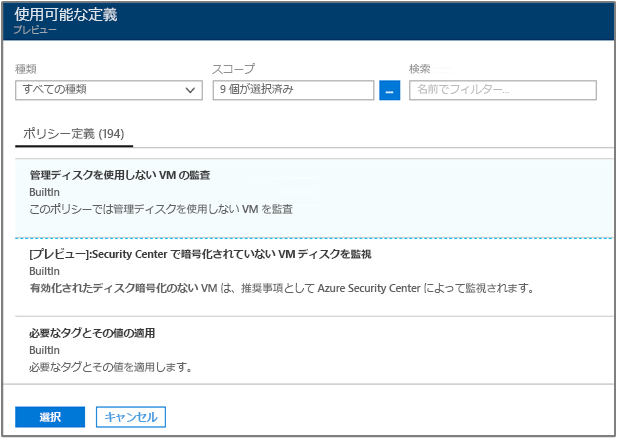 使用可能な定義
プレビュー
種類 スコープ 検索
すべての種類 9 個が選択済み ... 名前でフィルター...
ポリシー定義 (194)
管理ディスクを使用しない VM の監査
BuiltIn
このポリシーでは管理ディスクを使用しない VM を監査
[プレビュー]:Security Center で暗号化されていない VM ディスクを監視
BuiltIn
有効化されたディスク暗号化のない VM は、推奨事項として Azure Security Center によって監視されます。
必要なタグとその値の適用
BuiltIn
必要なタグとその値を適用します。
選択 キャンセル